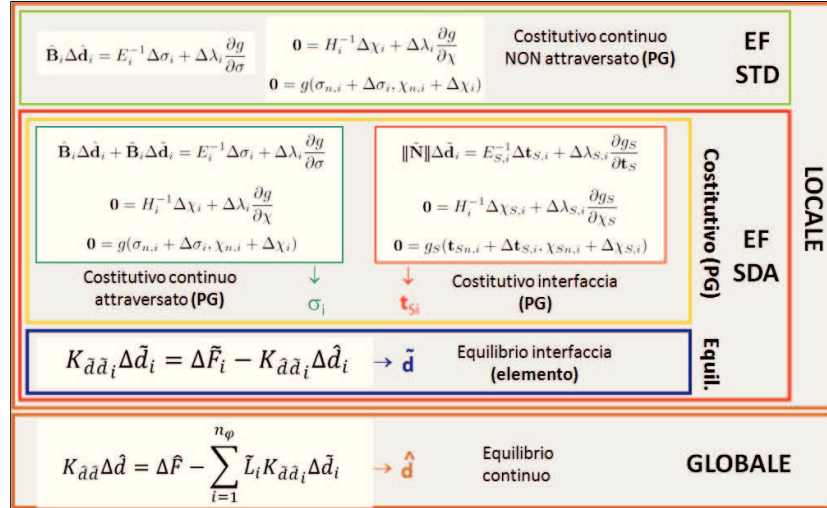 B̂ᵢΔd̂ᵢ = Eᵢ⁻¹Δσᵢ + Δλᵢ ∂g/∂σ
0 = Hᵢ⁻¹Δχᵢ + Δλᵢ ∂g/∂χ
0 = g(σₙ,ᵢ + Δσᵢ, χₙ,ᵢ + Δχᵢ)
Costitutivo continuo
NON attraversato (PG)
EF
STD
B̂ᵢΔd̂ᵢ + B̃ᵢΔd̃ᵢ = Eᵢ⁻¹Δσᵢ + Δλᵢ ∂g/∂σ
0 = Hᵢ⁻¹Δχᵢ + Δλᵢ ∂g/∂χ
0 = g(σₙ,ᵢ + Δσᵢ, χₙ,ᵢ + Δχᵢ)
Costitutivo continuo
attraversato (PG)
↓
σᵢ
‖Ñ‖Δd̃ᵢ = E_{S,i}⁻¹Δt_{S,i} + Δλ_{S,i} ∂g_S/∂t_S
0 = Hᵢ⁻¹Δχ_{S,i} + Δλ_{S,i} ∂g_S/∂χ_S
0 = g_S(t_{Sn,i} + Δt_{S,i}, χ_{Sn,i} + Δχ_{S,i})
↓
t_{Si}
Costitutivo interfaccia
(PG)
Costitutivo (PG)
EF
SDA
LOCALE
K_{d̃d̃ᵢ}Δd̃ᵢ = ΔF̃ᵢ − K_{d̂d̃ᵢ}Δd̂ᵢ → d̃
Equilibrio interfaccia
(elemento)
Equil.
K_{d̂d̂}Δd̂ = ΔF̂ − ∑_{i=1}^{n_φ} L̃ᵢK_{d̃d̂ᵢ}Δd̃ᵢ → d̂
Equilibrio
continuo
GLOBALE